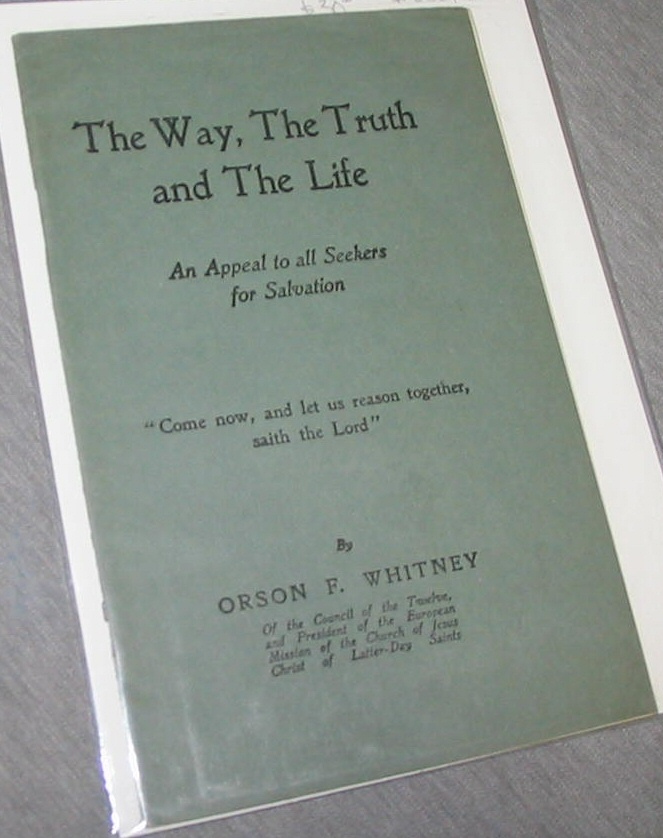 The Way, The Truth
and The Life
An Appeal to all Seekers
for Salvation
"Come now, and let us reason together,
saith the Lord"
By
ORSON F. WHITNEY
Of the Council of the Twelve,
and President of the European
Mission of the Church of Jesus
Christ of Latter-Day Saints